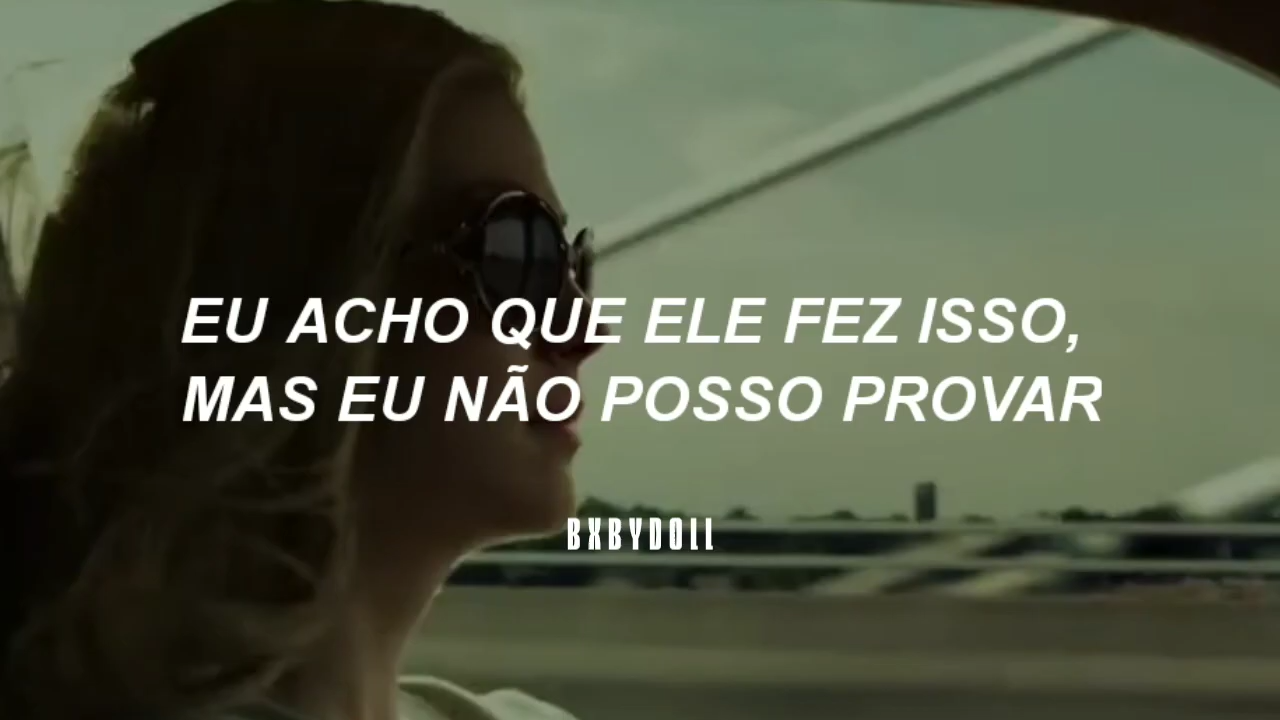 EU ACHO QUE ELE FEZ ISSO,
MAS EU NÃO POSSO PROVAR
BXBYDOLL